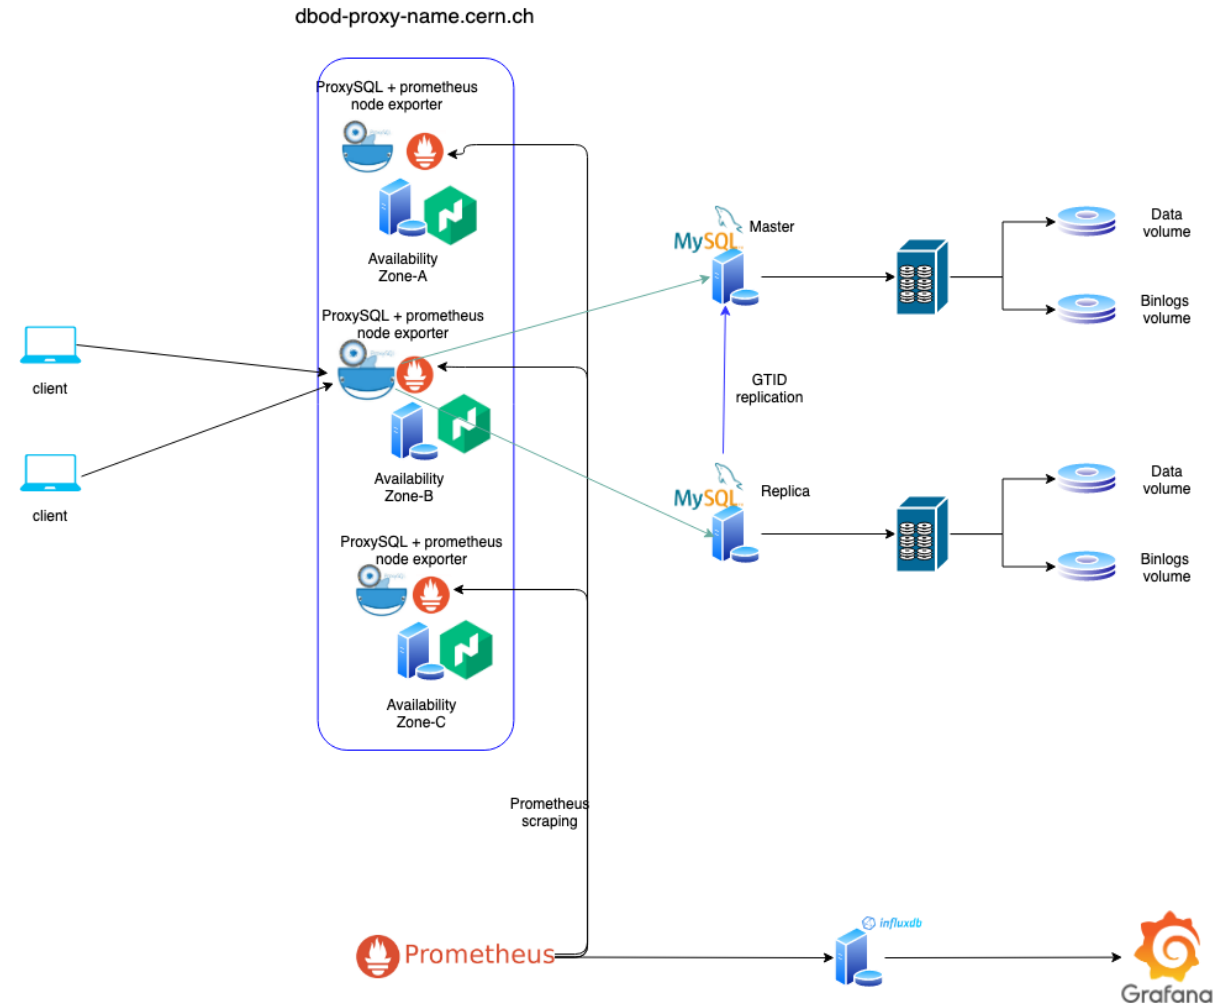 dbod-proxy-name.cern.ch
ProxySQL + prometheus
node exporter
Availability
Zone-A
ProxySQL + prometheus
node exporter
Availability
Zone-B
ProxySQL + prometheus
node exporter
Availability
Zone-C
client
client
MySQL
Master
Data
volume
Binlogs
volume
GTID
replication
MySQL
Replica
Data
volume
Binlogs
volume
Prometheus
scraping
Prometheus
influxdb
Grafana